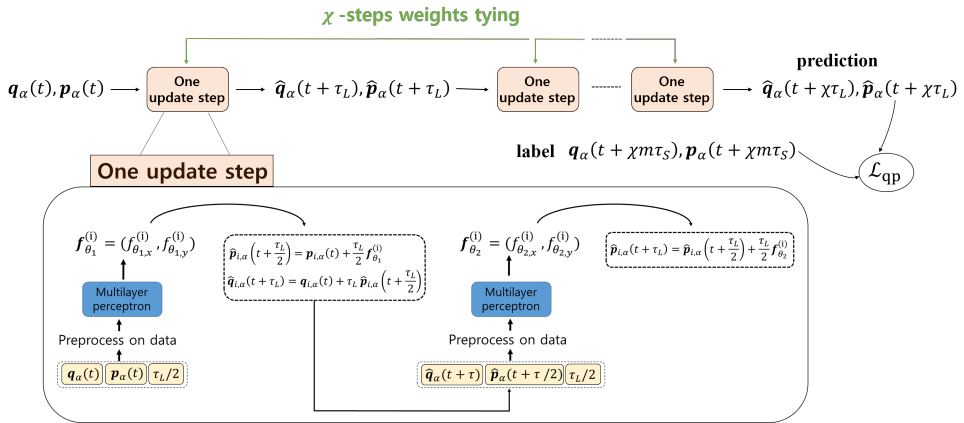 χ -steps weights tying
𝒒_α(t), 𝒑_α(t)
One
update step
q̂_α(t + τ_L), p̂_α(t + τ_L)
One
update step
One
update step
prediction
q̂_α(t + χτ_L), p̂_α(t + χτ_L)
label 𝒒_α(t + χmτ_S), 𝒑_α(t + χmτ_S)
ℒ_qp
One update step
f_θ₁^(i) = (f_θ₁,x^(i), f_θ₁,y^(i))
Multilayer
perceptron
Preprocess on data
𝒒_α(t) 𝒑_α(t) τ_L/2
p̂_i,α(t + τ_L/2) = p_i,α(t) + τ_L/2 f_θ₁^(i)
q̂_i,α(t + τ_L) = q_i,α(t) + τ_L p̂_i,α(t + τ_L/2)
f_θ₂^(i) = (f_θ₂,x^(i), f_θ₂,y^(i))
Multilayer
perceptron
Preprocess on data
q̂_α(t + τ) p̂_α(t + τ /2) τ_L/2
p̂_i,α(t + τ_L) = p̂_i,α(t + τ_L/2) + τ_L/2 f_θ₂^(i)